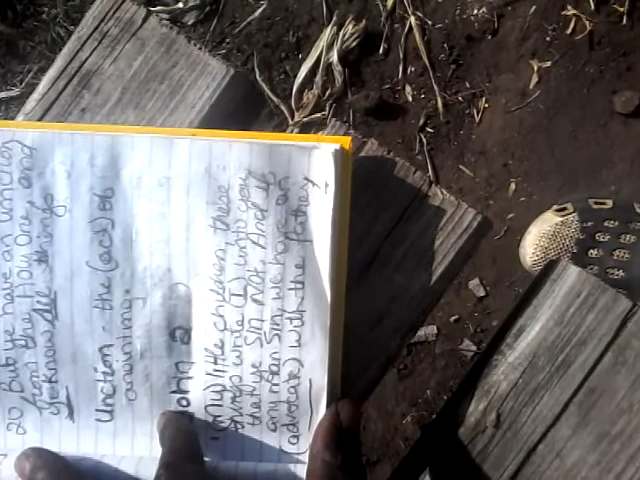 20 But ye have an unction
from the Holy One and
ye know all things
Unction - the (act) of
anointing.
John 2
(my) little children these
things write (I) unto you
that ye Sin Not. And if
any man Sin, we have an
(advocate) with the father